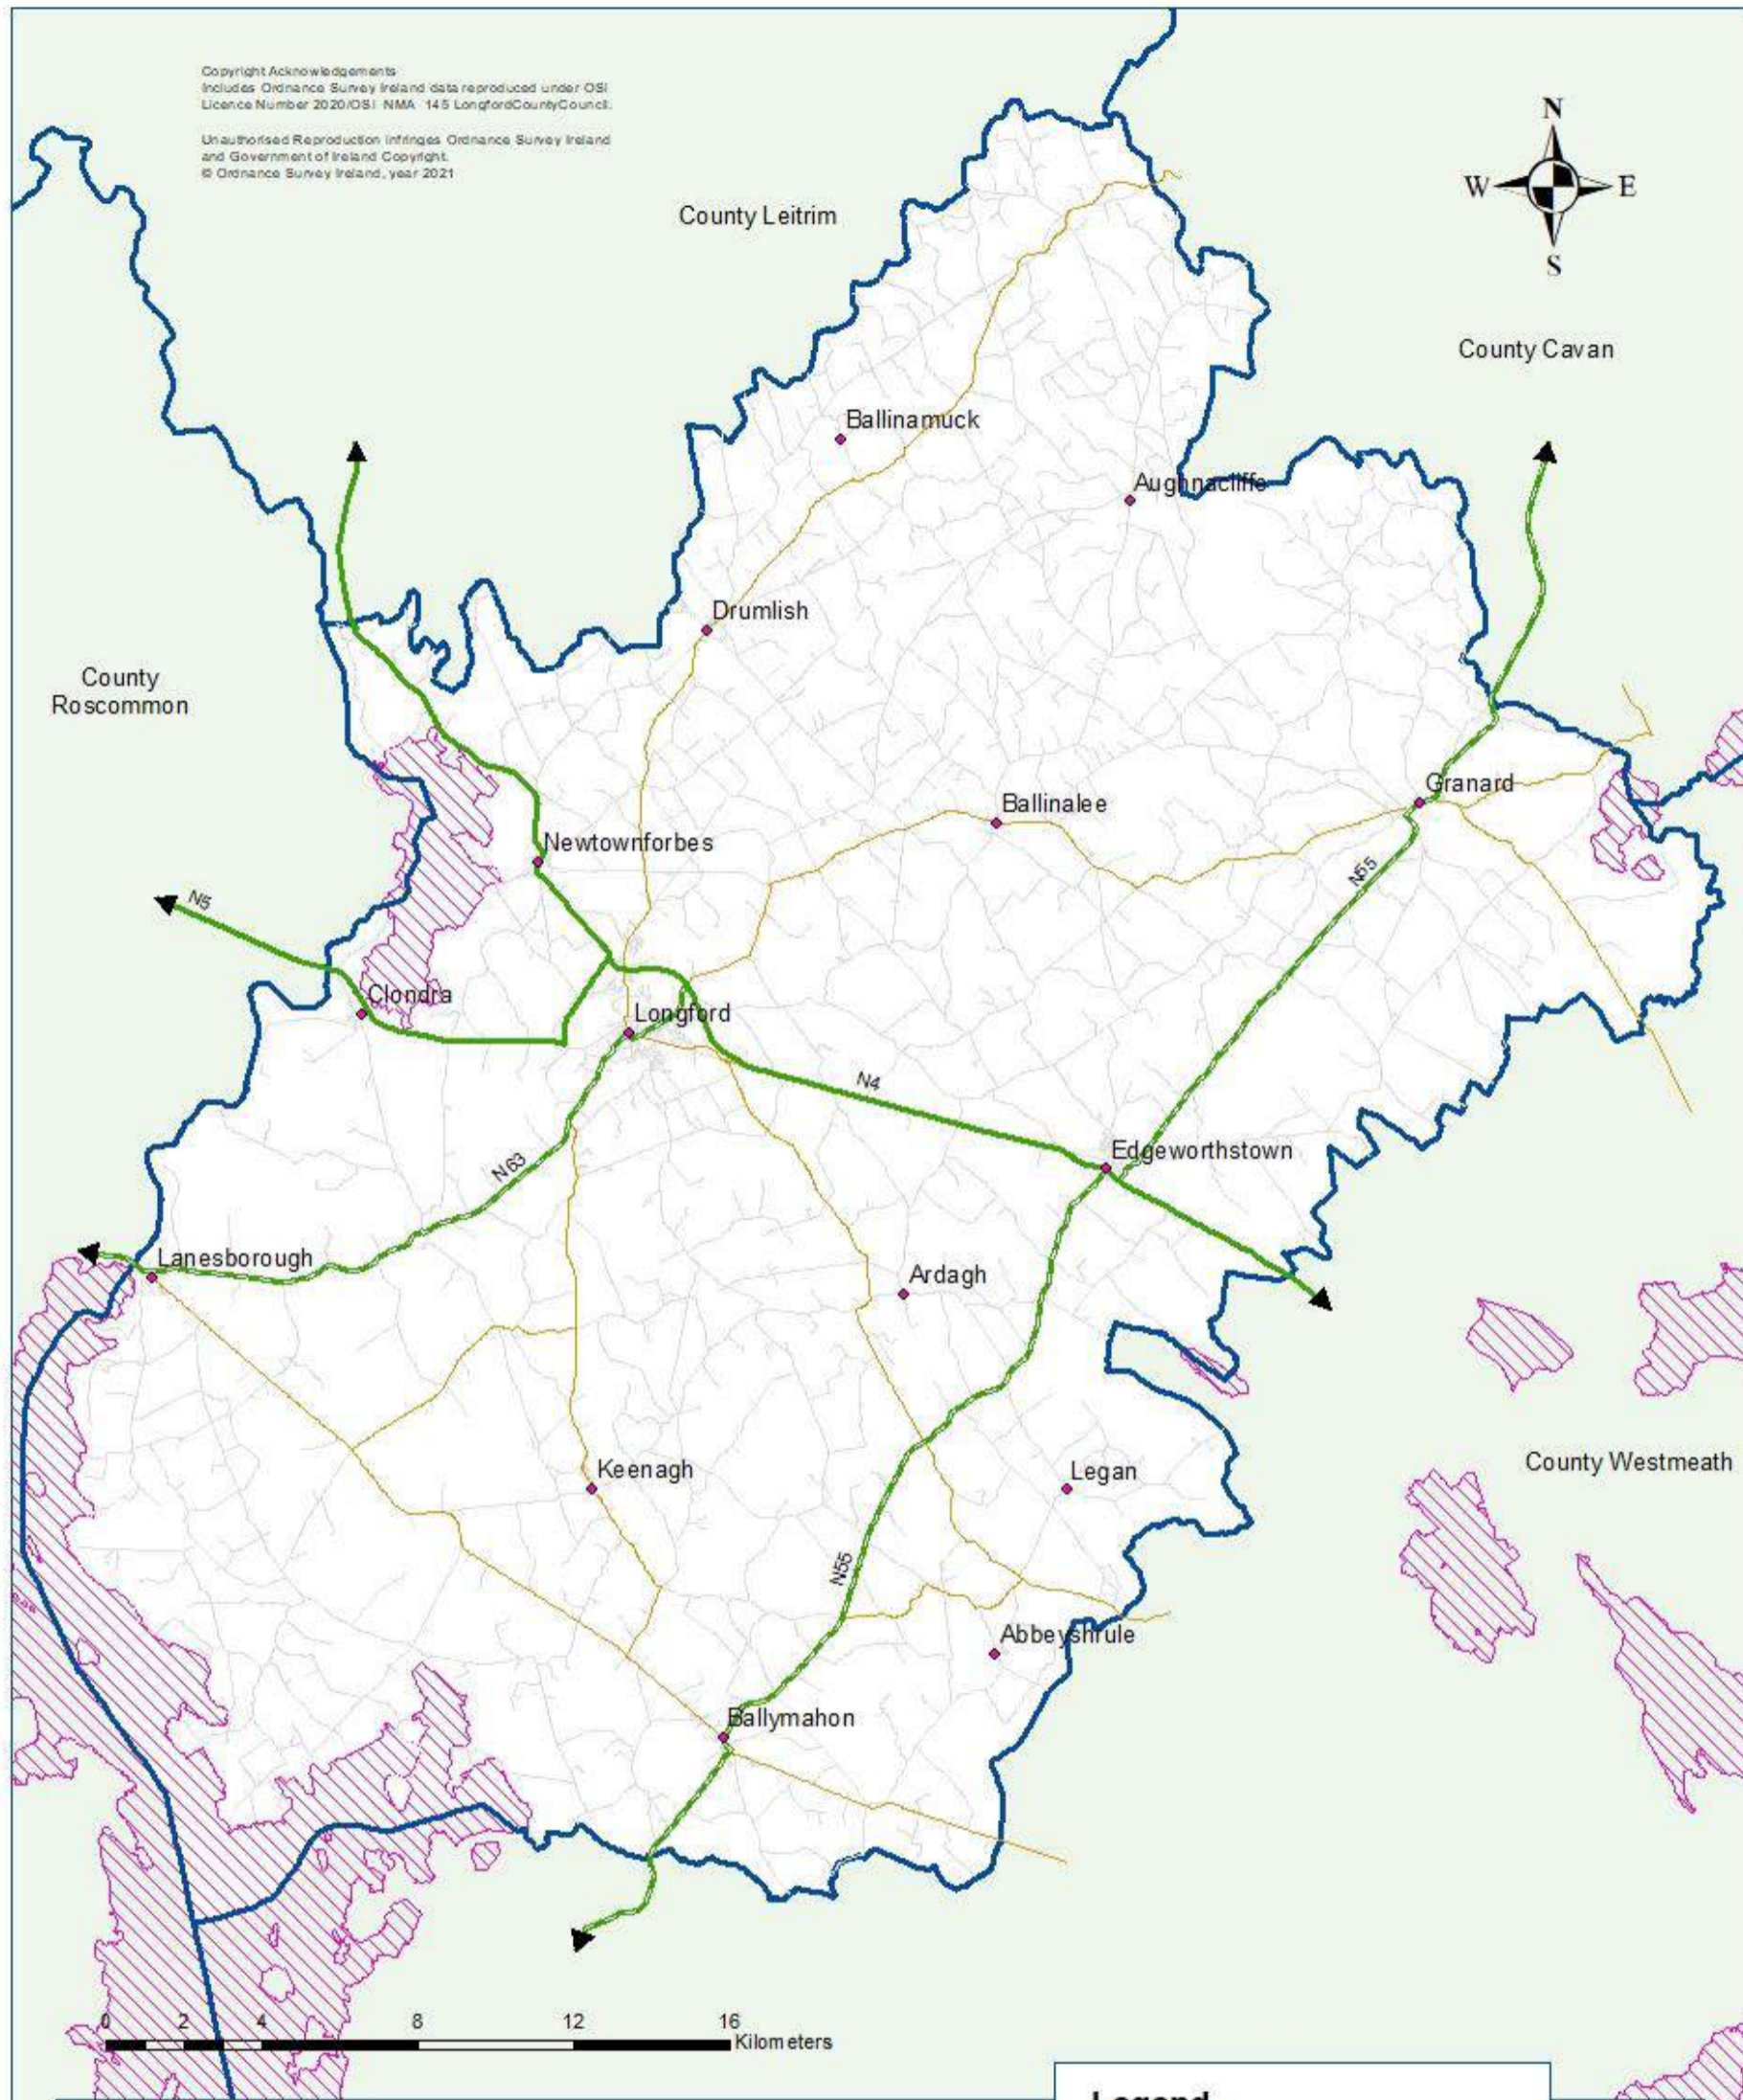 Copyright Acknowledgements
Includes Ordnance Survey Ireland data reproduced under OSI
Licence Number 2020/OSI NMA 145 LongfordCountyCouncil.
Unauthorised Reproduction infringes Ordnance Survey Ireland
and Government of Ireland Copyright.
© Ordnance Survey Ireland, year 2021
N
W E
S
County Leitrim
County Cavan
Ballinamuck
Aughnacliffe
Drumlish
County
Roscommon
Granard
Ballinalee
Newtownforbes
N55
N5
Clondra
Longford
N4
Edgeworthstown
N63
Lanesborough
Ardagh
County Westmeath
Keenagh
Legan
N55
Abbeyshrule
Ballymahon
0 2 4 8 12 16
Kilometers
Legend